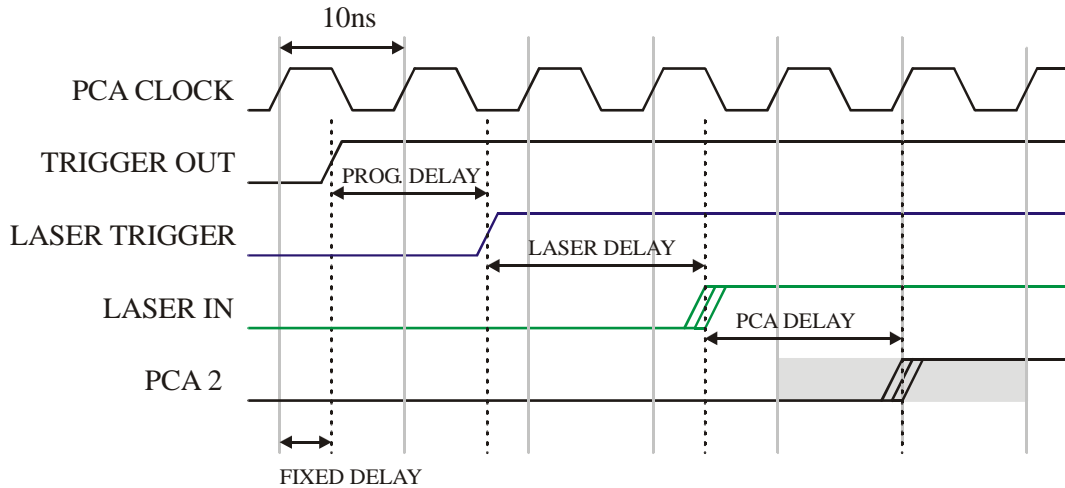 10ns
PCA CLOCK
TRIGGER OUT
PROG. DELAY
LASER TRIGGER
LASER DELAY
LASER IN
PCA DELAY
PCA 2
FIXED DELAY